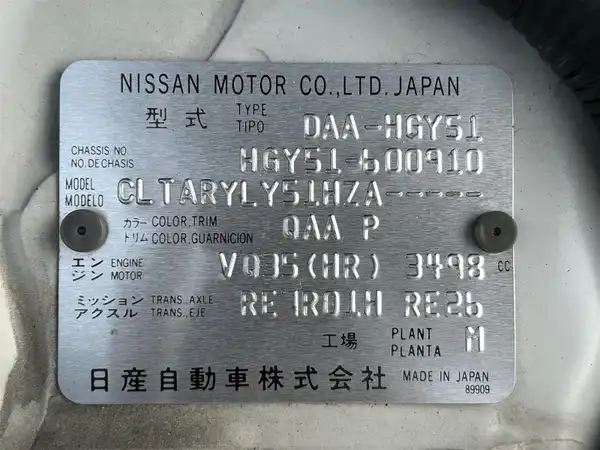 NISSAN MOTOR CO.,LTD. JAPAN
型式 TYPE TIPO DAA-HGY51
CHASSIS NO. NO.DE CHASIS HGY51-600910
MODEL MODELO CLTARYLY51HZA-----
カラー COLOR,TRIM トリム COLOR,GUARNICION QAA P
エンジン ENGINE MOTOR VQ35(HR) 3498 CC
ミッション TRANS.,AXLE アクスル TRANS.,EJE RE1R01H RE26
工場 PLANT PLANTA M
日産自動車株式会社 MADE IN JAPAN
89909